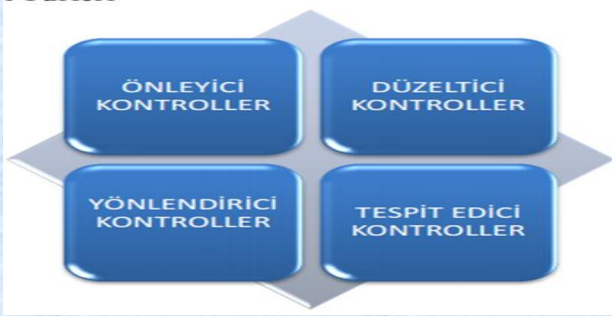 ÖNLEYİCİ
KONTROLLER
DÜZELTİCİ
KONTROLLER
YÖNLENDİRİCİ
KONTROLLER
TESPİT EDİCİ
KONTROLLER